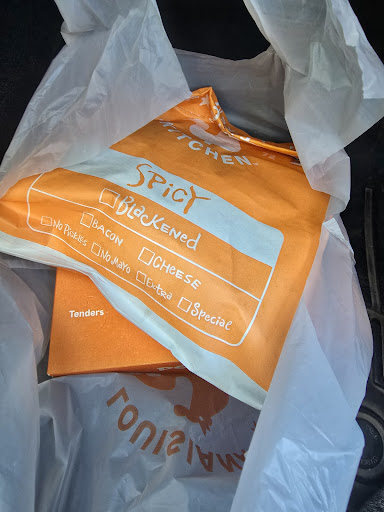 KITCHEN
SPICY
Blackened
BACON
CHEESE
No Pickles
No Mayo
Extra
Special
Tenders
LOUISIANA